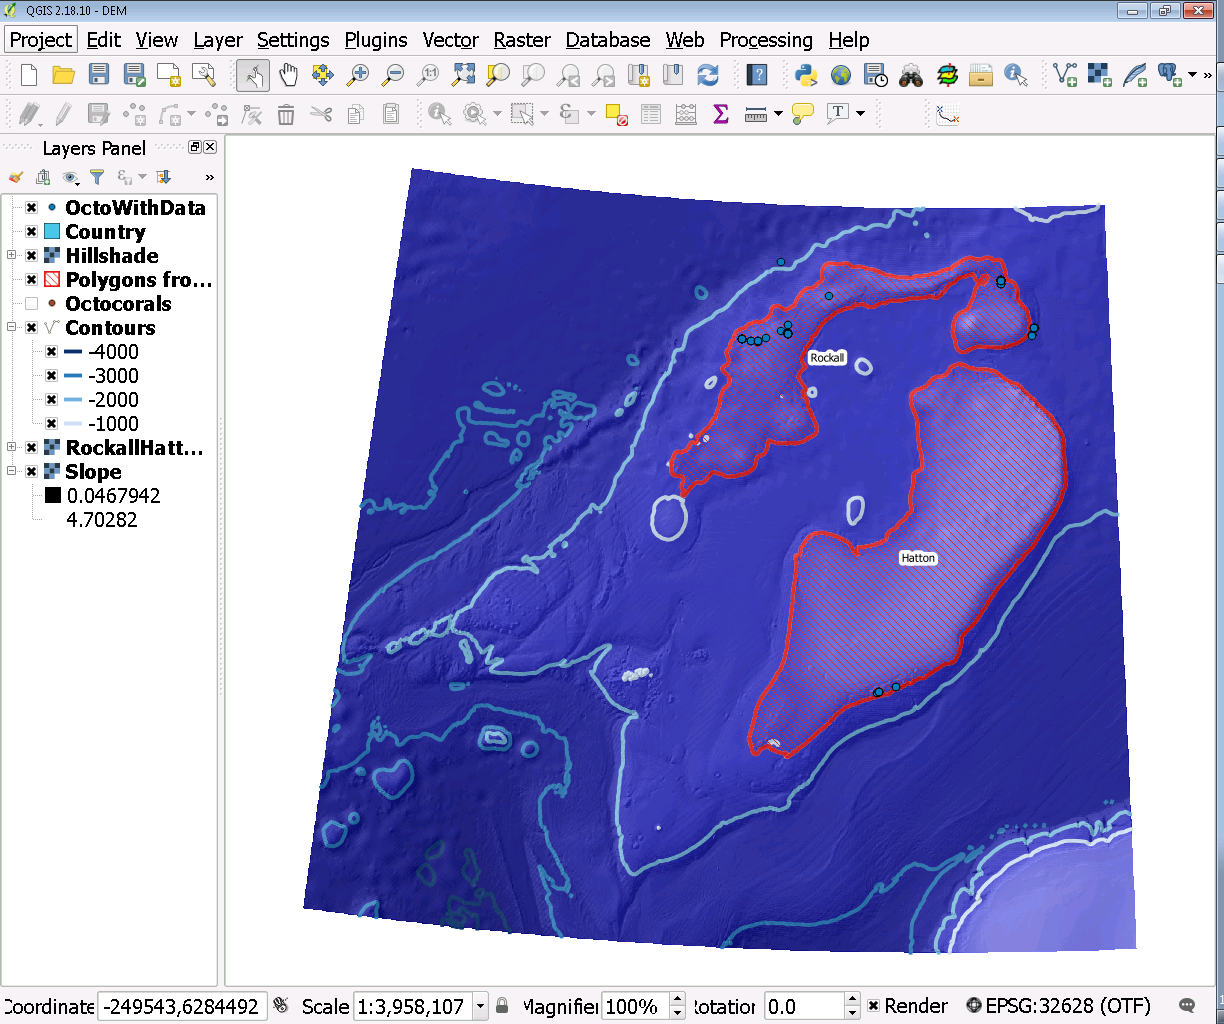 QGIS 2.18.10 - DEM
Project Edit View Layer Settings Plugins Vector Raster Database Web Processing Help
Layers Panel
OctoWithData
Country
Hillshade
Polygons fro...
Octocorals
Contours
-4000
-3000
-2000
-1000
RockallHatt...
Slope
0.0467942
4.70282
Rockall
Hatton
Coordinate -249543,6284492 Scale 1:3,958,107 Magnifier 100% Rotation 0.0 Render EPSG:32628 (OTF)